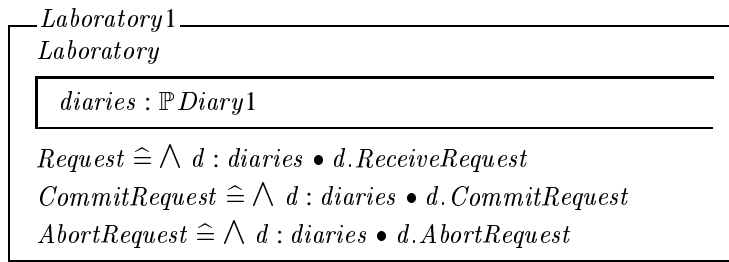 Laboratory1
Laboratory
diaries : ℙ Diary1
Request ≙ ⋀ d : diaries • d.ReceiveRequest
CommitRequest ≙ ⋀ d : diaries • d.CommitRequest
AbortRequest ≙ ⋀ d : diaries • d.AbortRequest